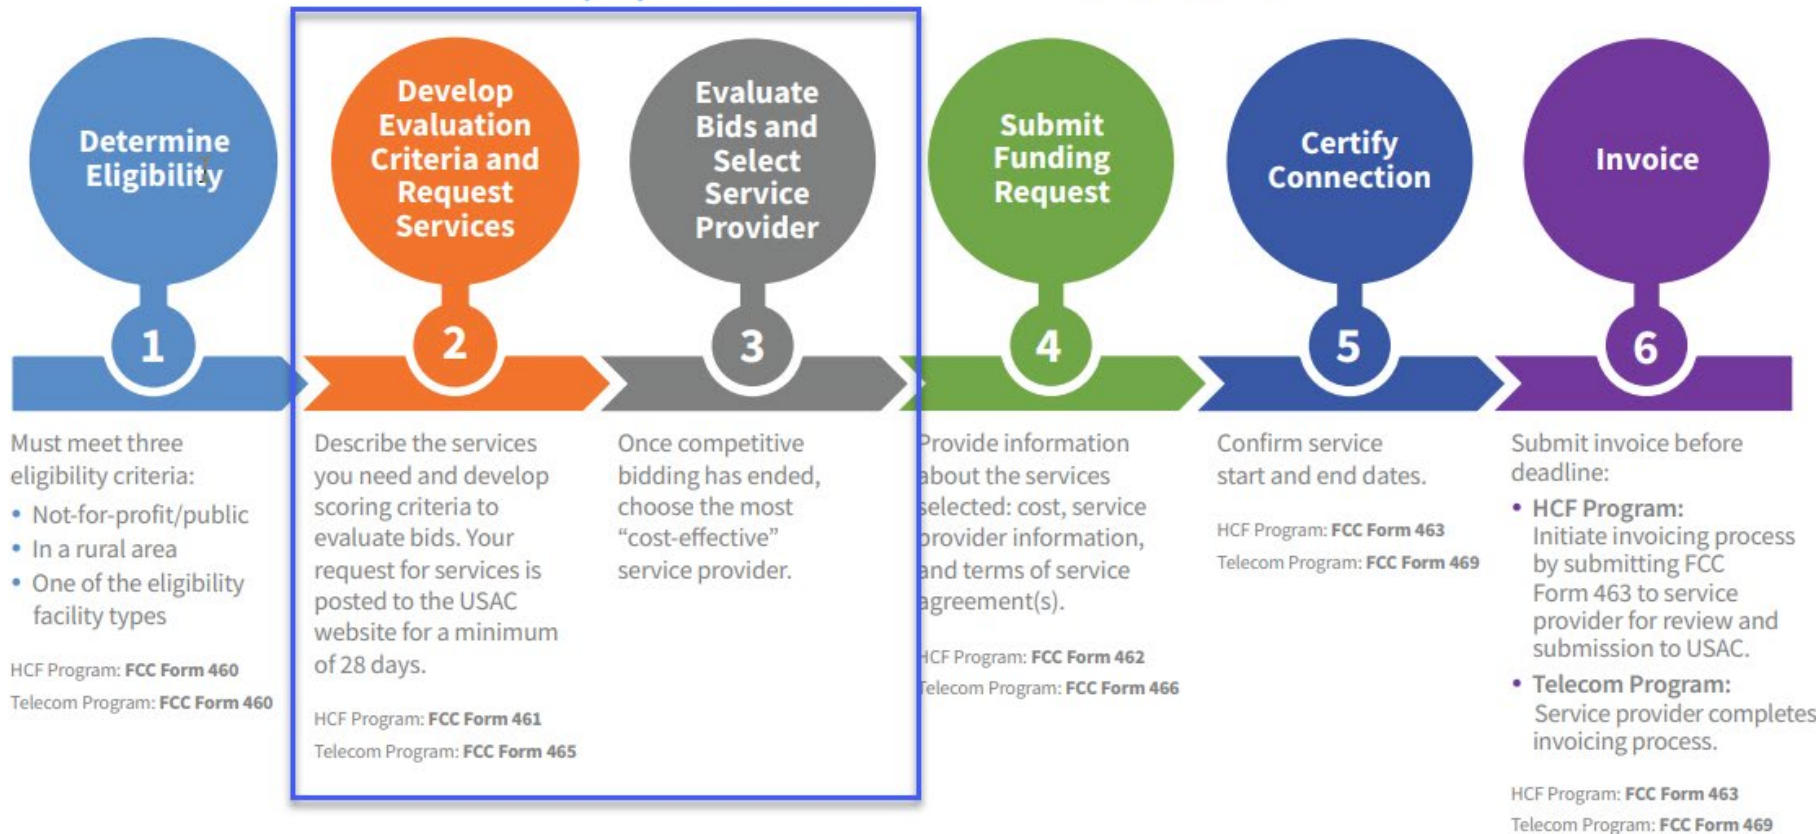 Determine
Eligibility
1
Must meet three
eligibility criteria:
• Not-for-profit/public
• In a rural area
• One of the eligibility
facility types
HCF Program: FCC Form 460
Telecom Program: FCC Form 460
Develop
Evaluation
Criteria and
Request
Services
2
Describe the services
you need and develop
scoring criteria to
evaluate bids. Your
request for services is
posted to the USAC
website for a minimum
of 28 days.
HCF Program: FCC Form 461
Telecom Program: FCC Form 465
Evaluate
Bids and
Select
Service
Provider
3
Once competitive
bidding has ended,
choose the most
“cost-effective”
service provider.
Submit
Funding
Request
4
Provide information
about the services
selected: cost, service
provider information,
and terms of service
agreement(s).
HCF Program: FCC Form 462
Telecom Program: FCC Form 466
Certify
Connection
5
Confirm service
start and end dates.
HCF Program: FCC Form 463
Telecom Program: FCC Form 469
Invoice
6
Submit invoice before
deadline:
• HCF Program:
Initiate invoicing process
by submitting FCC
Form 463 to service
provider for review and
submission to USAC.
• Telecom Program:
Service provider completes
invoicing process.
HCF Program: FCC Form 463
Telecom Program: FCC Form 469